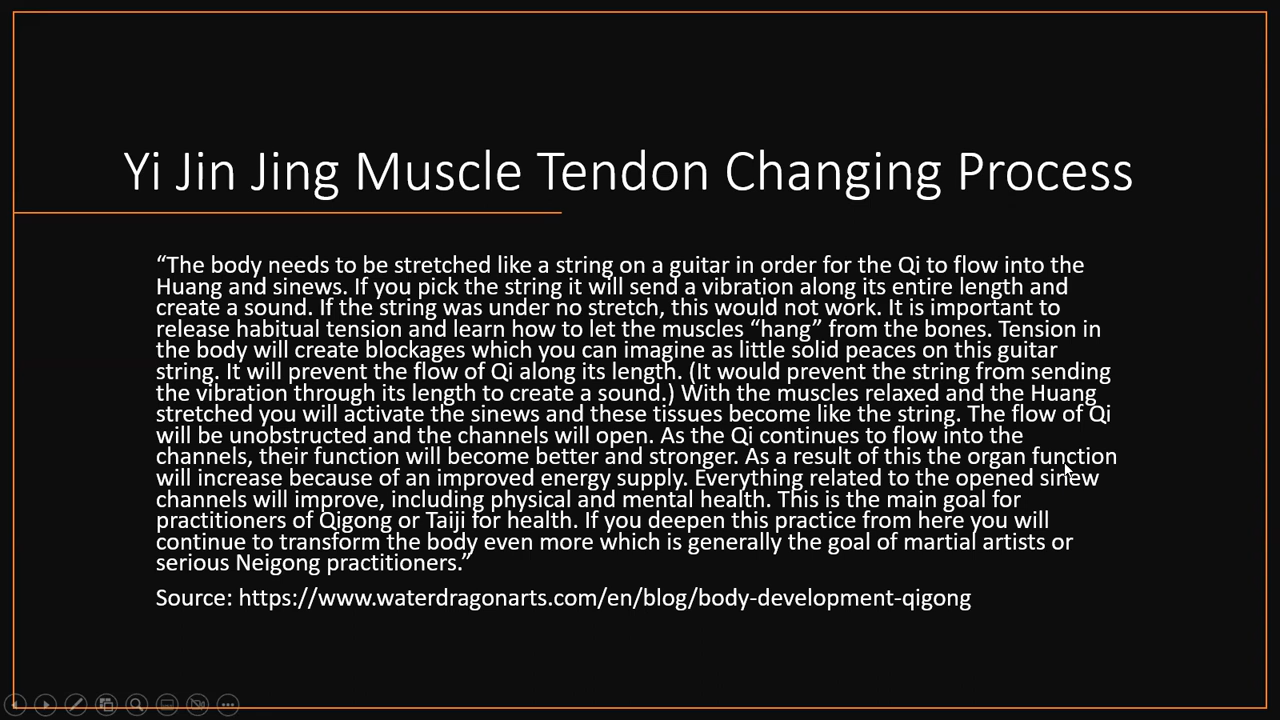 Yi Jin Jing Muscle Tendon Changing Process
“The body needs to be stretched like a string on a guitar in order for the Qi to flow into the
Huang and sinews. If you pick the string it will send a vibration along its entire length and
create a sound. If the string was under no stretch, this would not work. It is important to
release habitual tension and learn how to let the muscles “hang” from the bones. Tension in
the body will create blockages which you can imagine as little solid peaces on this guitar
string. It will prevent the flow of Qi along its length. (It would prevent the string from sending
the vibration through its length to create a sound.) With the muscles relaxed and the Huang
stretched you will activate the sinews and these tissues become like the string. The flow of Qi
will be unobstructed and the channels will open. As the Qi continues to flow into the
channels, their function will become better and stronger. As a result of this the organ function
will increase because of an improved energy supply. Everything related to the opened sinew
channels will improve, including physical and mental health. This is the main goal for
practitioners of Qigong or Taiji for health. If you deepen this practice from here you will
continue to transform the body even more which is generally the goal of martial artists or
serious Neigong practitioners.”
Source: https://www.waterdragonarts.com/en/blog/body-development-qigong